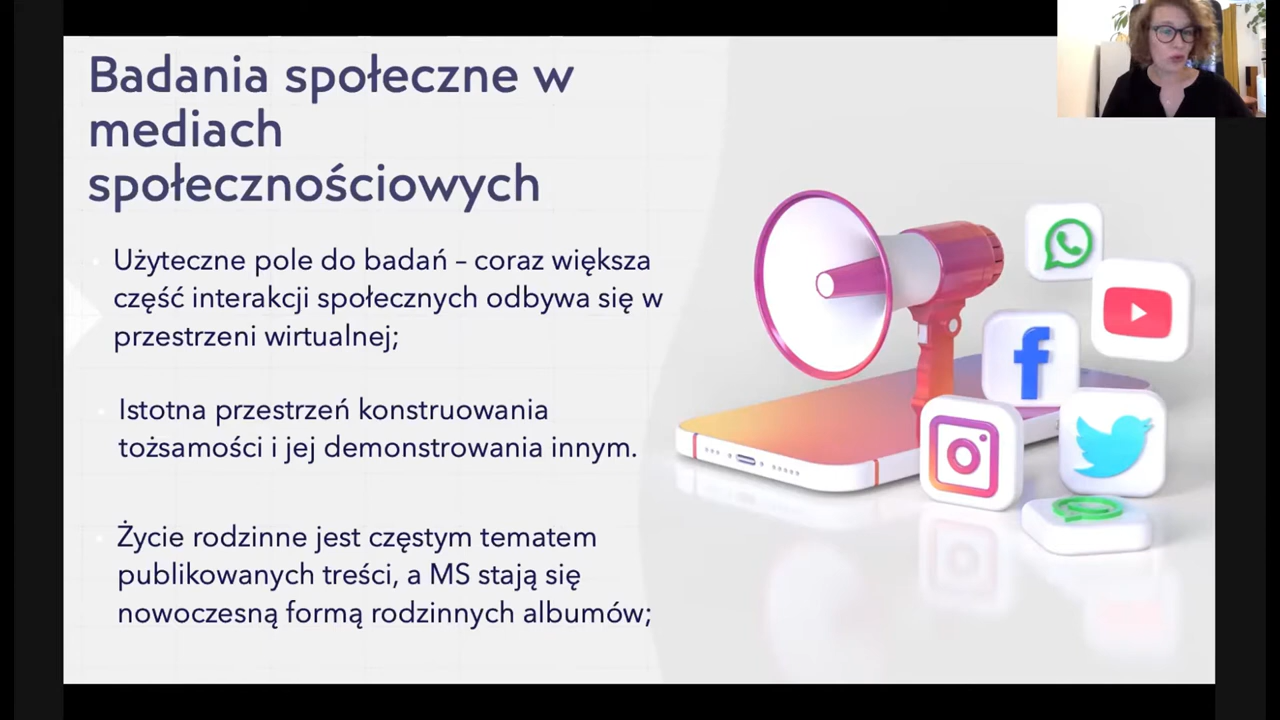 Badania społeczne w
mediach
społecznościowych
Użyteczne pole do badań – coraz większa
część interakcji społecznych odbywa się w
przestrzeni wirtualnej;
Istotna przestrzeń konstruowania
tożsamości i jej demonstrowania innym.
Życie rodzinne jest częstym tematem
publikowanych treści, a MS stają się
nowoczesną formą rodzinnych albumów;